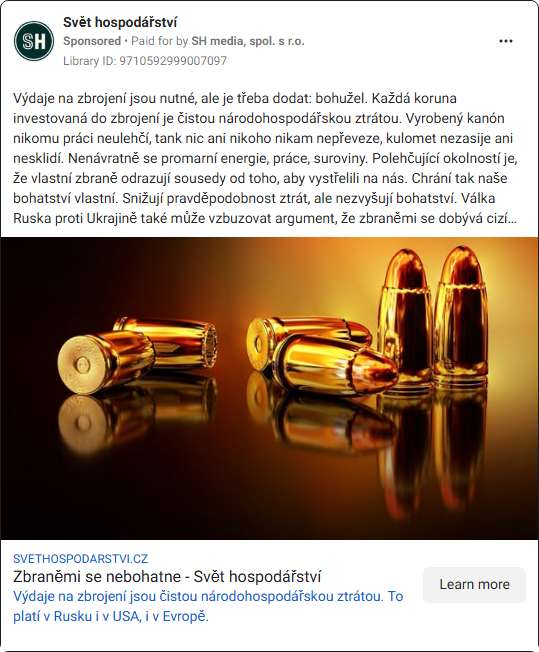 SH
Svět hospodářství
Sponsored • Paid for by SH media, spol. s r.o.
Library ID: 9710592999007097
Výdaje na zbrojení jsou nutné, ale je třeba dodat: bohužel. Každá koruna
investovaná do zbrojení je čistou národohospodářskou ztrátou. Vyrobený kanón
nikomu práci neulehčí, tank nic ani nikoho nikam nepřeveze, kulomet nezasije ani
nesklidí. Nenávratně se promarní energie, práce, suroviny. Polehčující okolností je,
že vlastní zbraně odrazují sousedy od toho, aby vystřelili na nás. Chrání tak naše
bohatství vlastní. Snižují pravděpodobnost ztrát, ale nezvyšují bohatství. Válka
Ruska proti Ukrajině také může vzbuzovat argument, že zbraněmi se dobývá cizí...
SVETHOSPODARSTVI.CZ
Zbraněmi se nebohatne - Svět hospodářství
Learn more
Výdaje na zbrojení jsou čistou národohospodářskou ztrátou. To
platí v Rusku i v USA, i v Evropě.